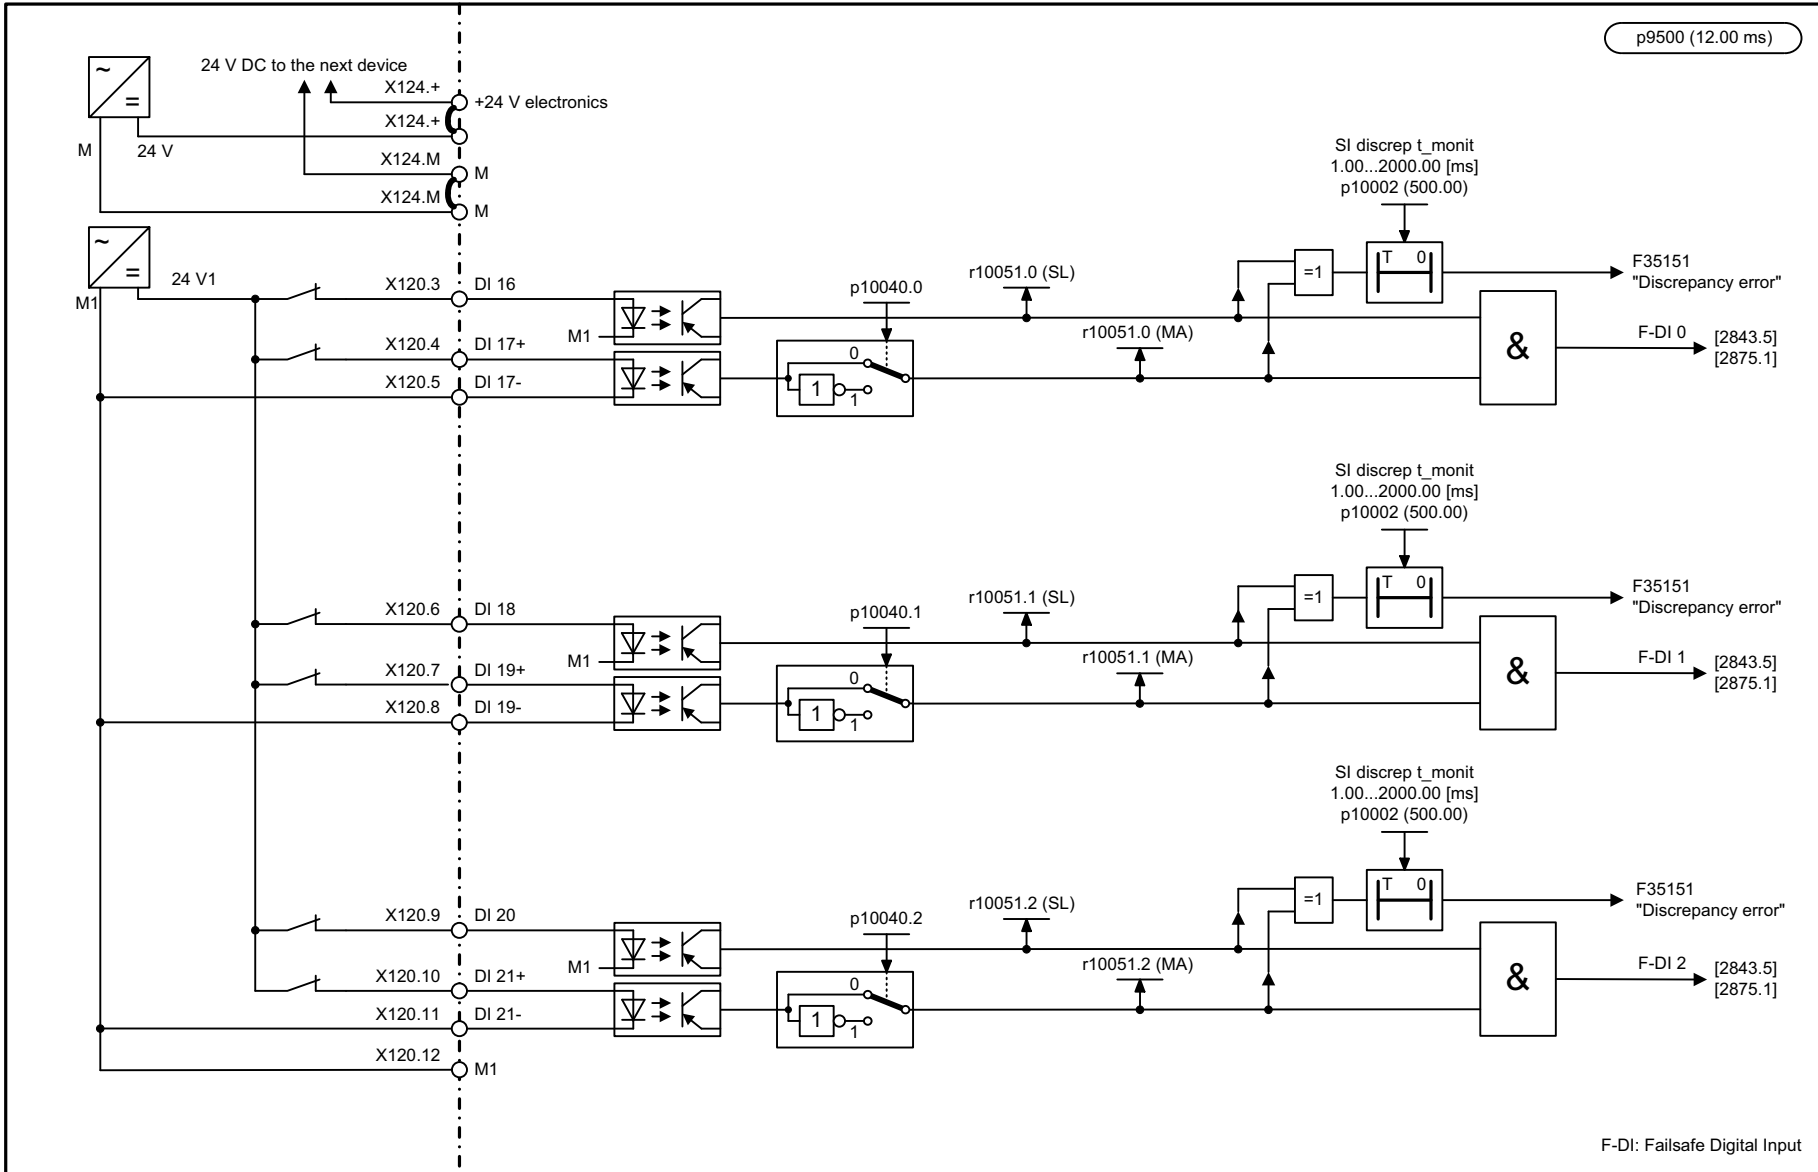 p9500 (12.00 ms)
24 V DC to the next device
~
=
X124.+
+24 V electronics
X124.+
M
24 V
X124.M
M
X124.M
M
~
=
24 V1
M1
SI discrep t_monit
1.00...2000.00 [ms]
p10002 (500.00)
T 0
=1
F35151
"Discrepancy error"
X120.3
DI 16
M1
p10040.0
r10051.0 (SL)
r10051.0 (MA)
X120.4
DI 17+
X120.5
DI 17-
0
1
1
&
F-DI 0
[2843.5]
[2875.1]
SI discrep t_monit
1.00...2000.00 [ms]
p10002 (500.00)
T 0
=1
F35151
"Discrepancy error"
X120.6
DI 18
M1
p10040.1
r10051.1 (SL)
r10051.1 (MA)
X120.7
DI 19+
X120.8
DI 19-
0
1
1
&
F-DI 1
[2843.5]
[2875.1]
SI discrep t_monit
1.00...2000.00 [ms]
p10002 (500.00)
T 0
=1
F35151
"Discrepancy error"
X120.9
DI 20
M1
p10040.2
r10051.2 (SL)
r10051.2 (MA)
X120.10
DI 21+
X120.11
DI 21-
0
1
1
&
F-DI 2
[2843.5]
[2875.1]
X120.12
M1
F-DI: Failsafe Digital Input